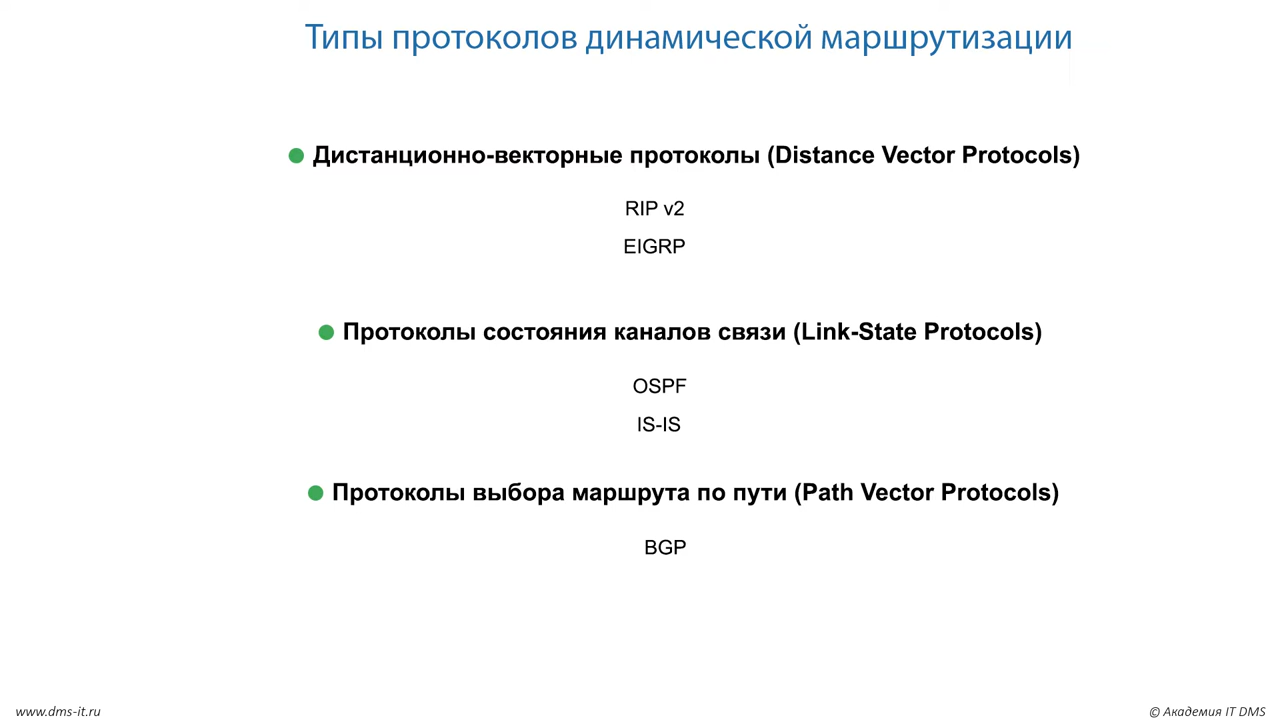 Типы протоколов динамической маршрутизации
Дистанционно-векторные протоколы (Distance Vector Protocols)
RIP v2
EIGRP
Протоколы состояния каналов связи (Link-State Protocols)
OSPF
IS-IS
Протоколы выбора маршрута по пути (Path Vector Protocols)
BGP
www.dms-it.ru
© Академия IT DMS